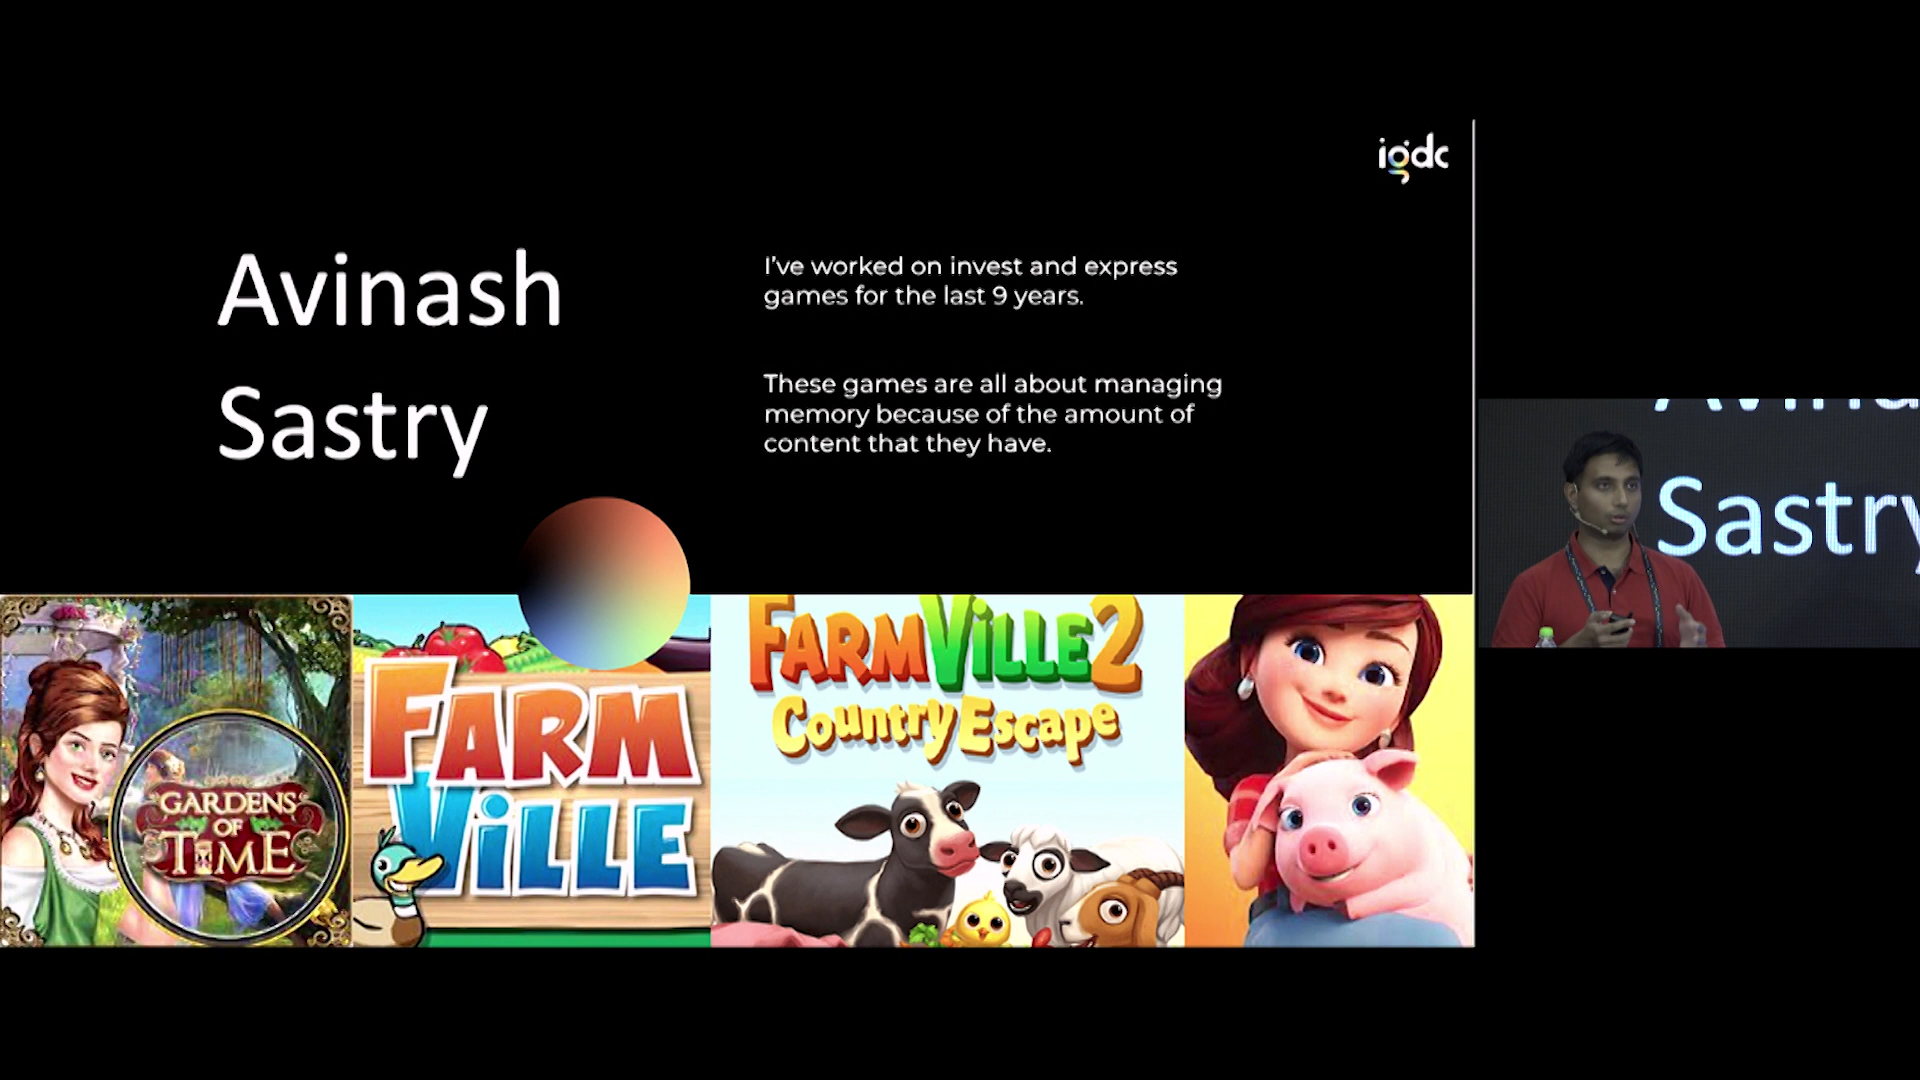 igdc
Avinash
Sastry
I've worked on invest and express
games for the last 9 years.
These games are all about managing
memory because of the amount of
content that they have.
Sastry
GARDENS
OF
TIME
FARM
VILLE
FARMVILLE 2
Country Escape